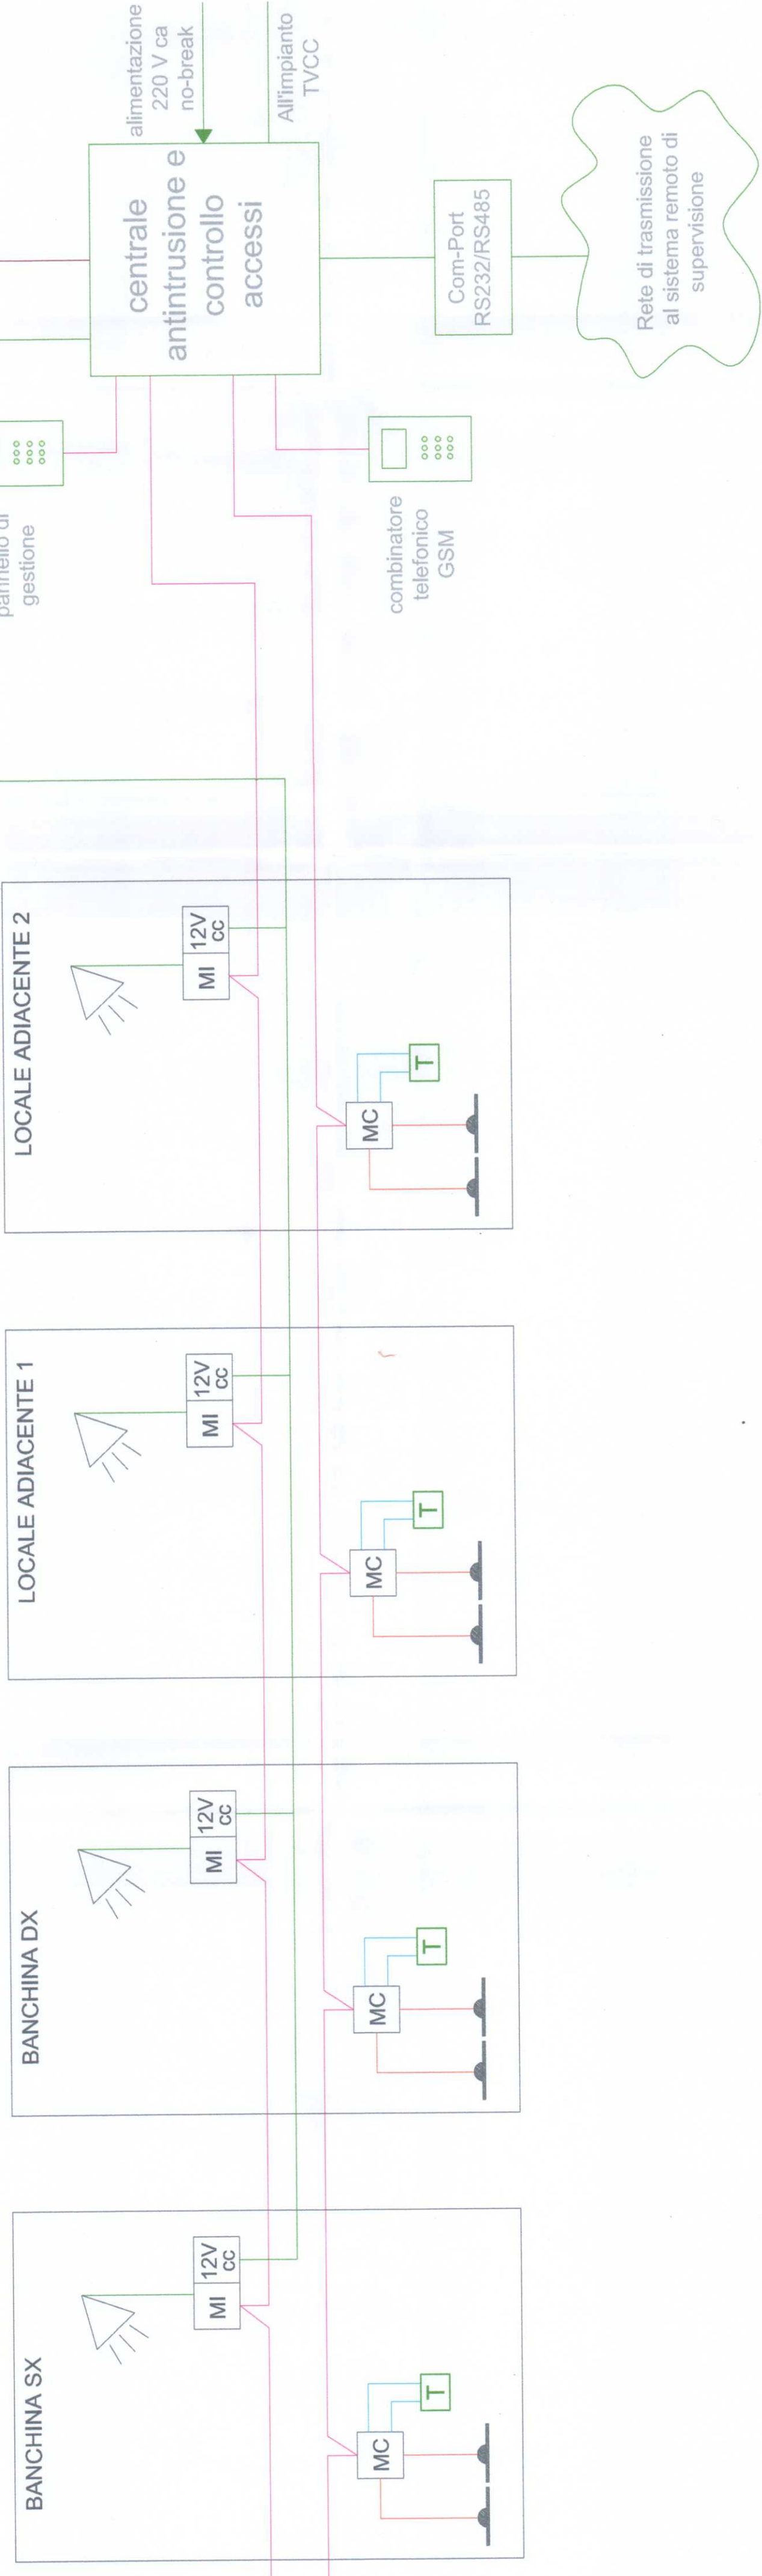 alimentazione
220 V ca
no-break
All'impianto
TVCC
centrale
antintrusione e
controllo
accessi
Com-Port
RS232/RS485
Rete di trasmissione
al sistema remoto di
supervisione
pannello di
gestione
combinatore
telefonico
GSM
LOCALE ADIACENTE 2
MI
12V
cc
MC
T
LOCALE ADIACENTE 1
MI
12V
cc
MC
T
BANCHINA DX
MI
12V
cc
MC
T
BANCHINA SX
MI
12V
cc
MC
T